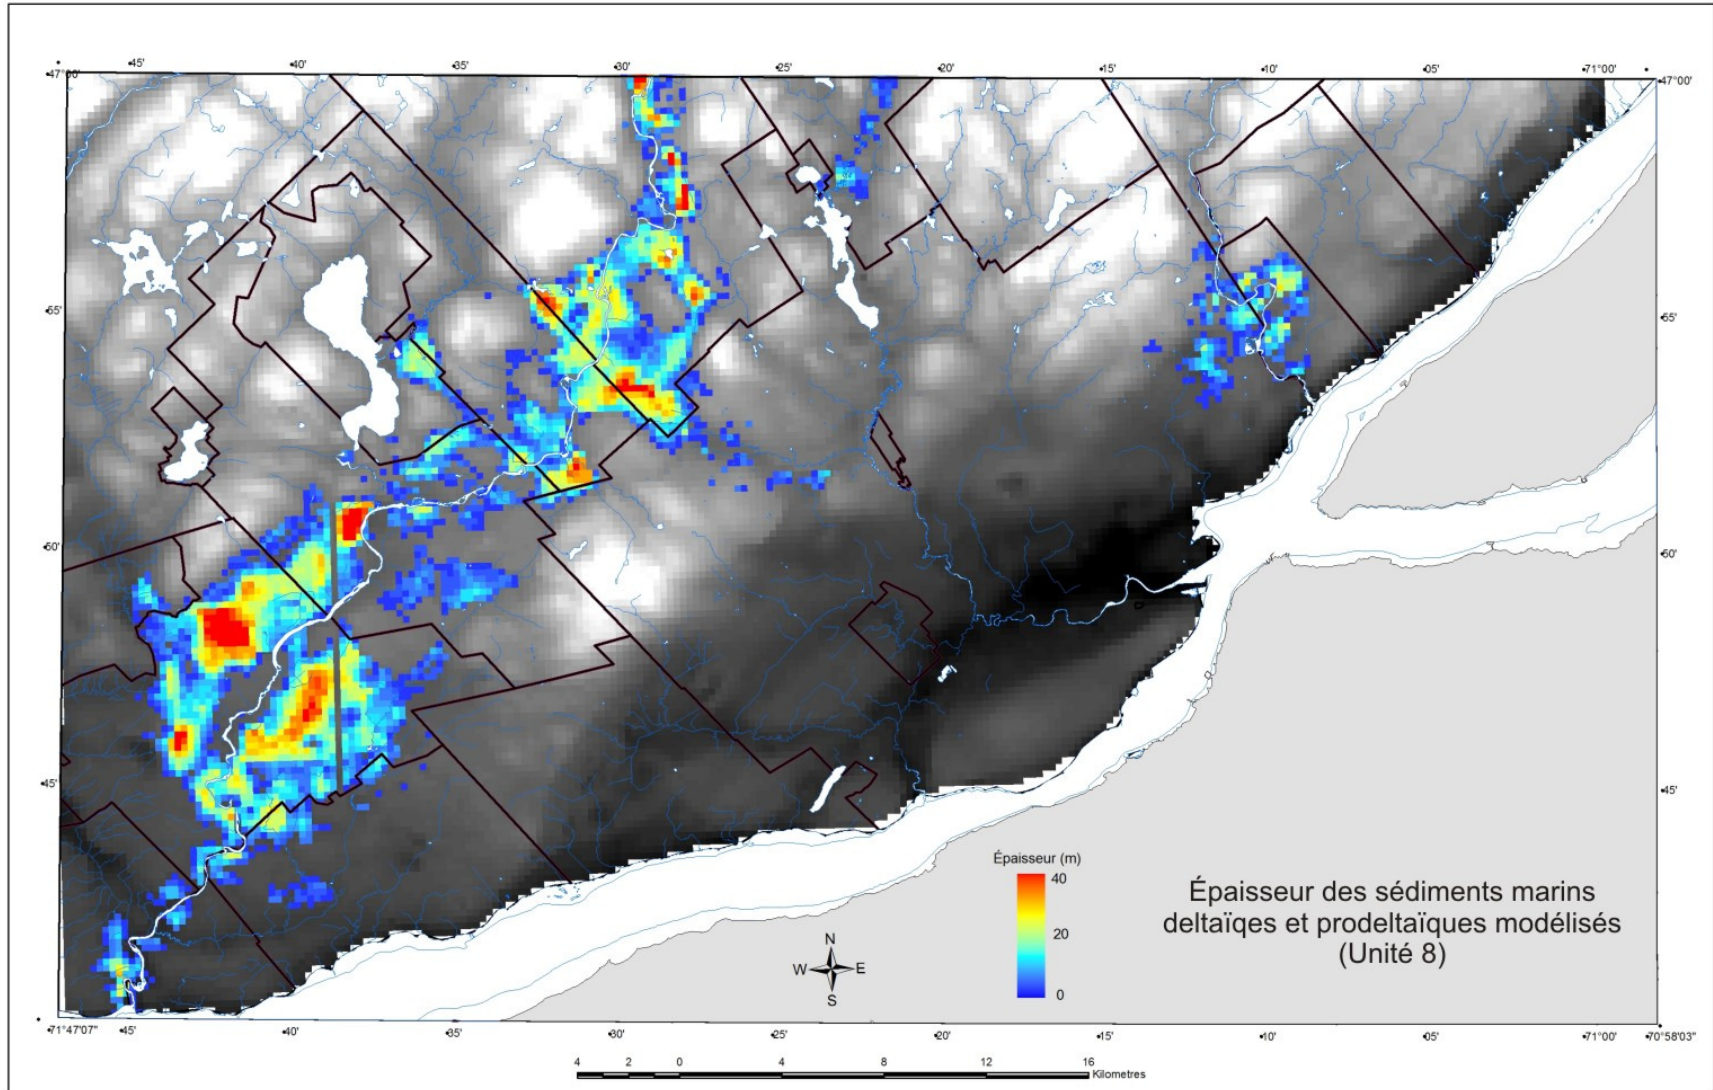 47°00' 45' 40' 35' 30' 25' 20' 15' 10' 05' 71°00' 47°00'
55' 55'
50' 50'
45' 45'
Épaisseur (m)
40
20
0
Épaisseur des sédiments marins
deltaïqes et prodeltaïques modélisés
(Unité 8)
N
W E
S
71°47'07" 45' 40' 35' 30' 25' 20' 15' 10' 05' 71°00' 70°58'03"
4 2 0 4 8 12 16
Kilometres